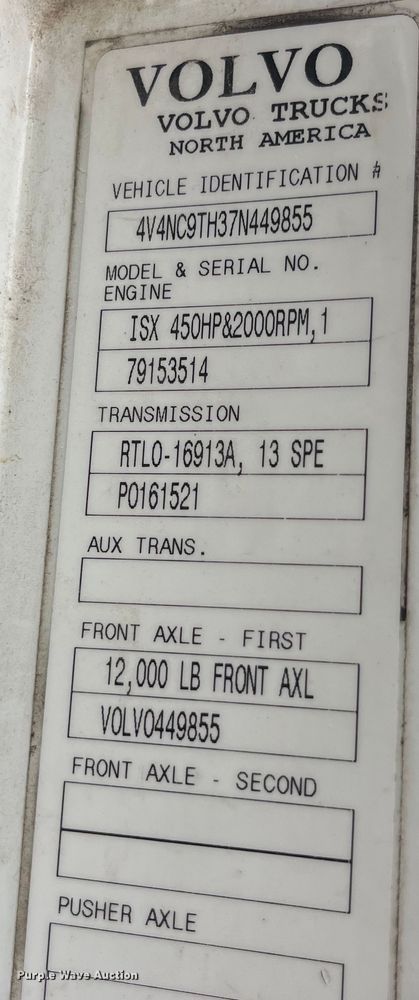 VOLVO
VOLVO TRUCKS
NORTH AMERICA
VEHICLE IDENTIFICATION #
4V4NC9TH37N449855
MODEL & SERIAL NO.
ENGINE
ISX 450HP&2000RPM,1
79153514
TRANSMISSION
RTLO-16913A, 13 SPE
PO161521
AUX TRANS.
FRONT AXLE - FIRST
12,000 LB FRONT AXL
VOLVO449855
FRONT AXLE - SECOND
PUSHER AXLE
Purple Wave Auction